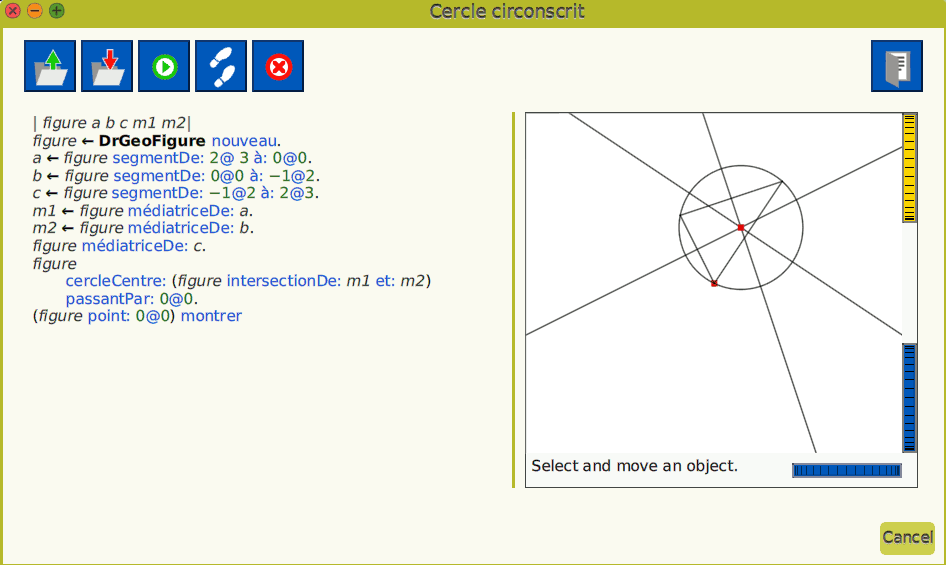 Cercle circonscrit
| figure a b c m1 m2|
figure ← DrGeoFigure nouveau.
a ← figure segmentDe: 2@ 3 à: 0@0.
b ← figure segmentDe: 0@0 à: −1@2.
c ← figure segmentDe: −1@2 à: 2@3.
m1 ← figure médiatriceDe: a.
m2 ← figure médiatriceDe: b.
figure médiatriceDe: c.
figure
cercleCentre: (figure intersectionDe: m1 et: m2)
passantPar: 0@0.
(figure point: 0@0) montrer
Select and move an object.
Cancel